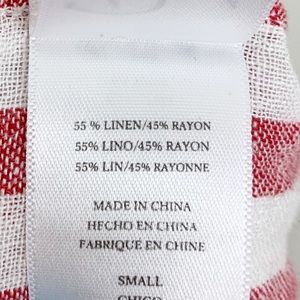 55 % LINEN/45% RAYON
55% LINO/45% RAYON
55% LIN/45% RAYONNE
MADE IN CHINA
HECHO EN CHINA
FABRIQUE EN CHINE
SMALL
CHICO